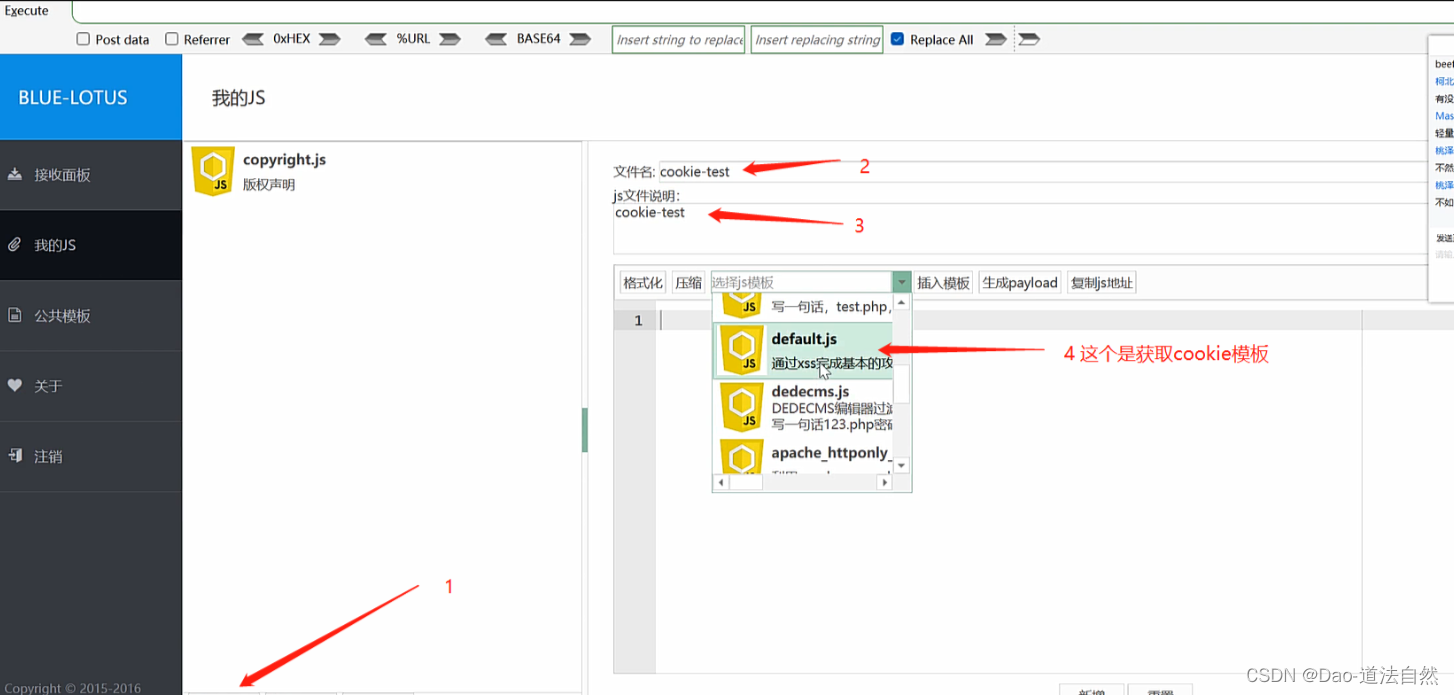 Execute
Post data Referrer 0xHEX %URL BASE64 Insert string to replace Insert replacing string Replace All
BLUE-LOTUS
我的JS
接收面板
我的JS
公共模板
关于
注销
Copyright © 2015-2016
copyright.js
版权声明
JS
1
文件名: cookie-test
2
js文件说明:
cookie-test
3
格式化 压缩 选择js模板 插入模板 生成payload 复制js地址
1
JS
写一句话，test.php,
default.js
通过xss完成基本的攻
JS
4 这个是获取cookie模板
dedecms.js
DEDECMS编辑器过滤
写一句话123.php密码
JS
apache_httponly_
新增 重置
beef
柯北
有没
Mas
轻量
桃泽
不然
桃泽
不如
发送
CSDN @Dao-道法自然